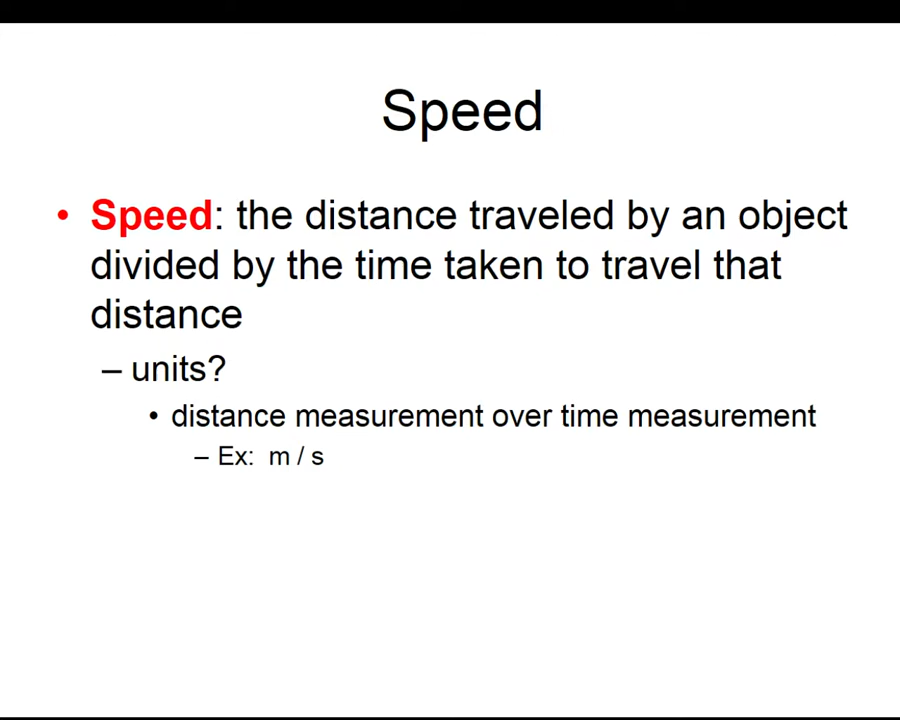 Speed
• Speed: the distance traveled by an object
divided by the time taken to travel that
distance
– units?
• distance measurement over time measurement
– Ex: m / s